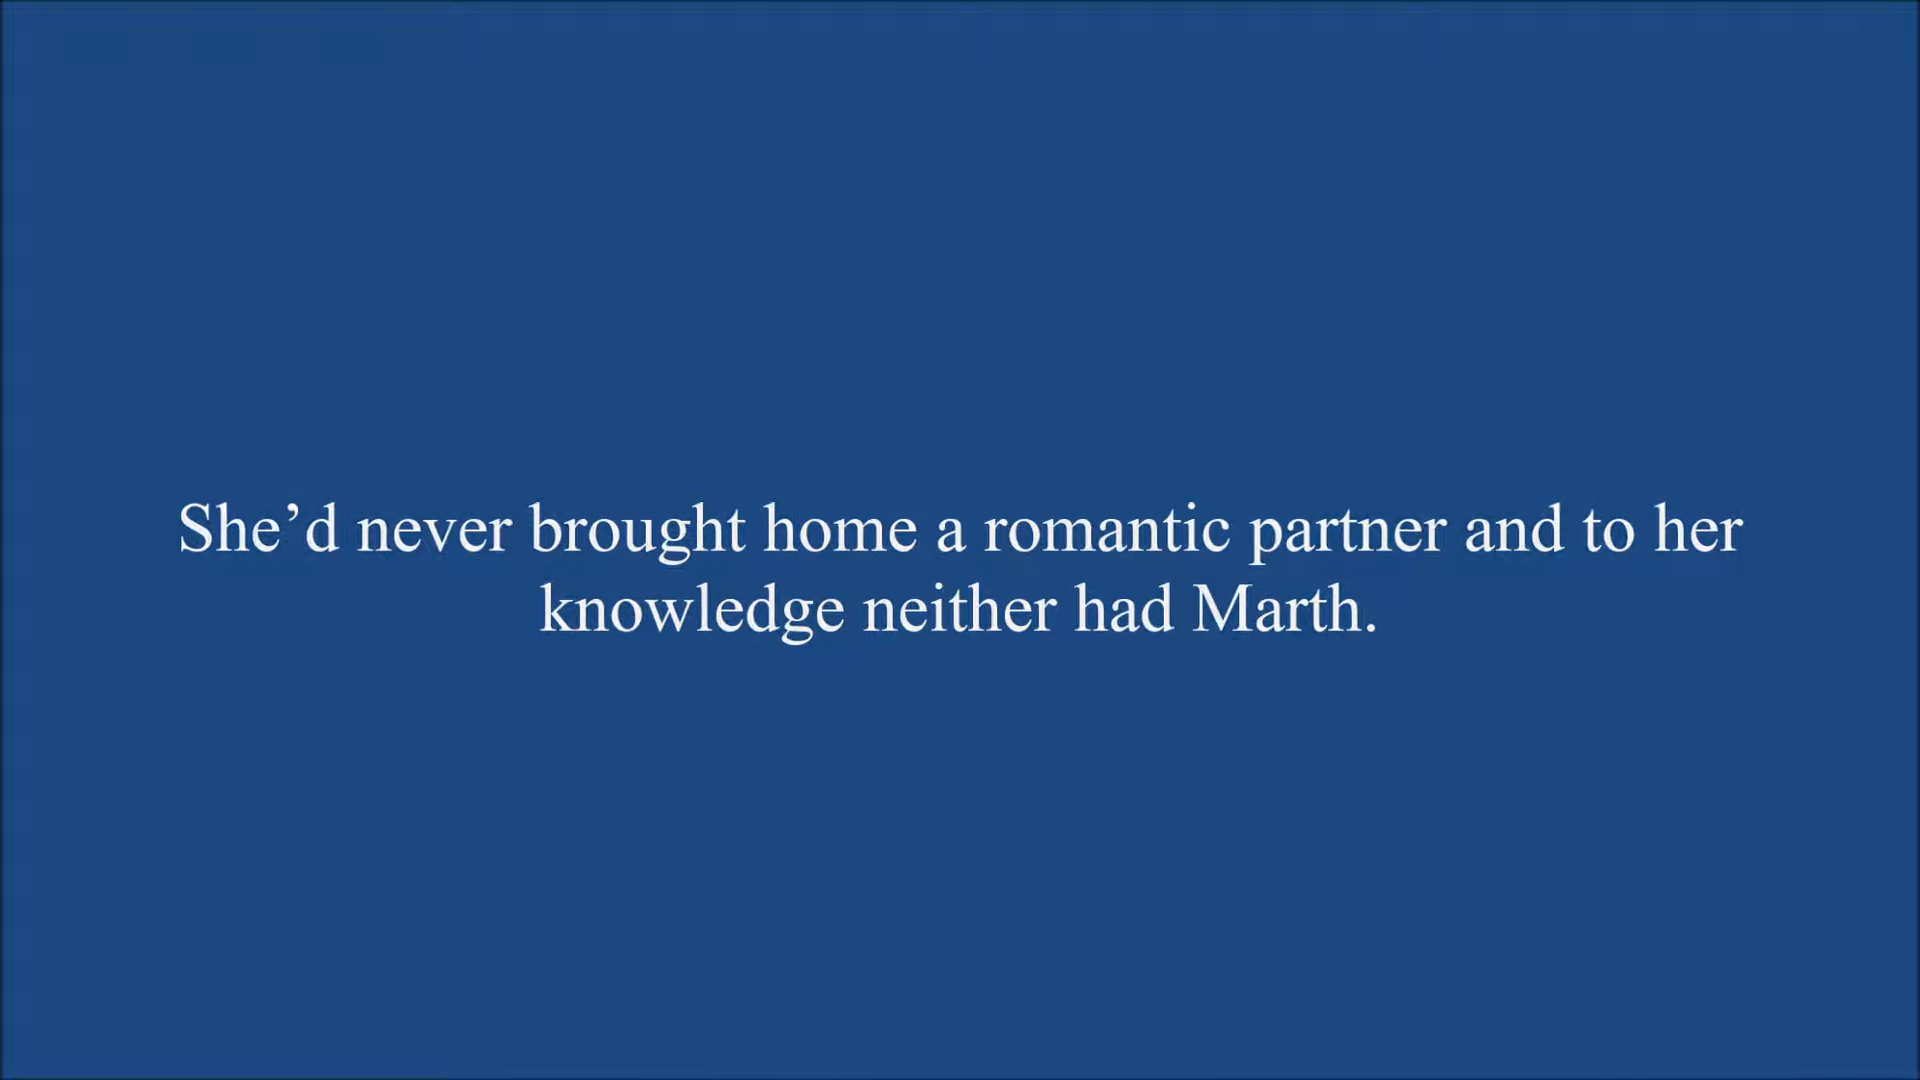 She’d never brought home a romantic partner and to her
knowledge neither had Marth.